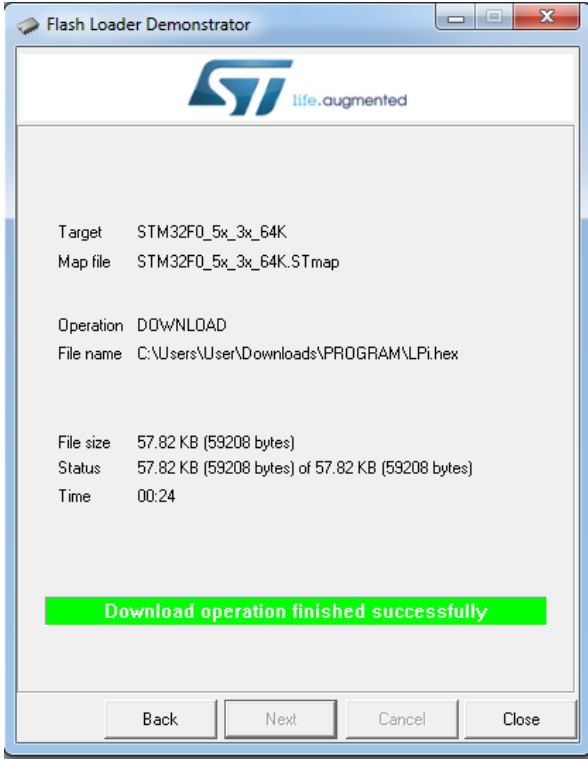 Flash Loader Demonstrator
ST life.augmented
Target STM32F0_5x_3x_64K
Map file STM32F0_5x_3x_64K.STmap
Operation DOWNLOAD
File name C:\Users\User\Downloads\PROGRAM\LPi.hex
File size 57.82 KB (59208 bytes)
Status 57.82 KB (59208 bytes) of 57.82 KB (59208 bytes)
Time 00:24
Download operation finished successfully
Back Next Cancel Close